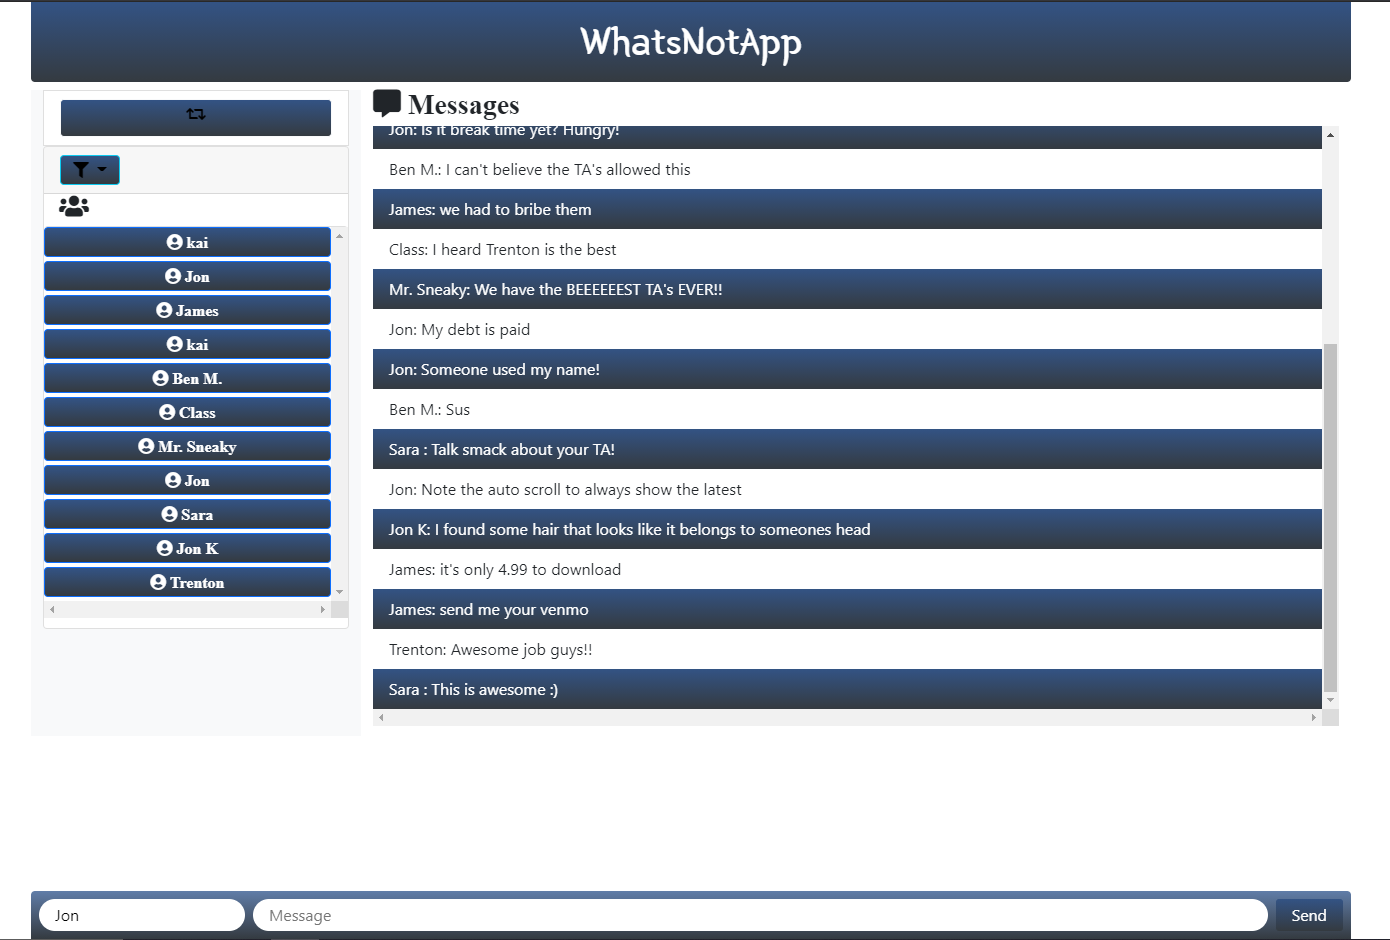 WhatsNotApp
kai
Jon
James
kai
Ben M.
Class
Mr. Sneaky
Jon
Sara
Jon K
Trenton
Messages
Jon: Is it break time yet? Hungry!
Ben M.: I can't believe the TA's allowed this
James: we had to bribe them
Class: I heard Trenton is the best
Mr. Sneaky: We have the BEEEEEEST TA's EVER!!
Jon: My debt is paid
Jon: Someone used my name!
Ben M.: Sus
Sara : Talk smack about your TA!
Jon: Note the auto scroll to always show the latest
Jon K: I found some hair that looks like it belongs to someones head
James: it's only 4.99 to download
James: send me your venmo
Trenton: Awesome job guys!!
Sara : This is awesome :)
Jon
Message
Send